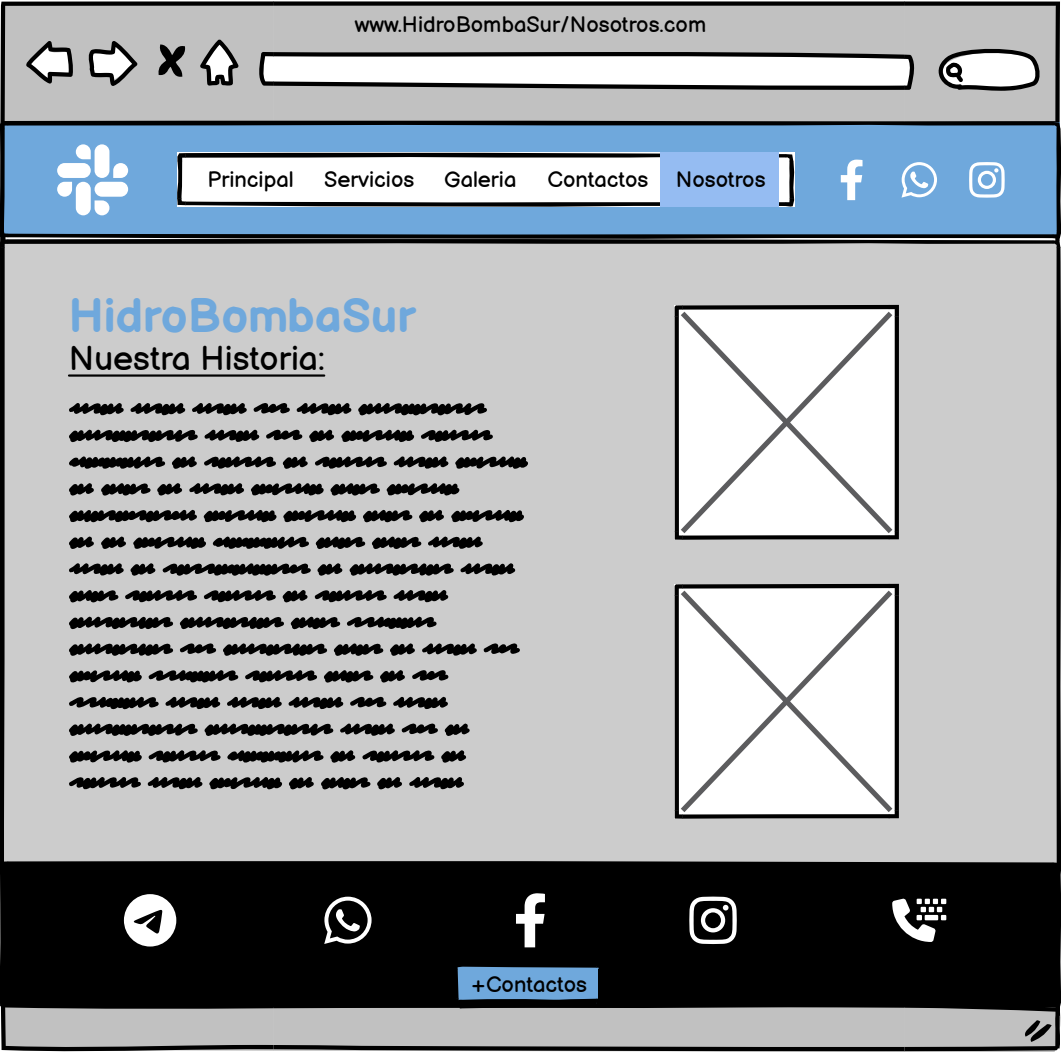 www.HidroBombaSur/Nosotros.com
Principal Servicios Galeria Contactos Nosotros
HidroBombaSur
Nuestra Historia:
+Contactos